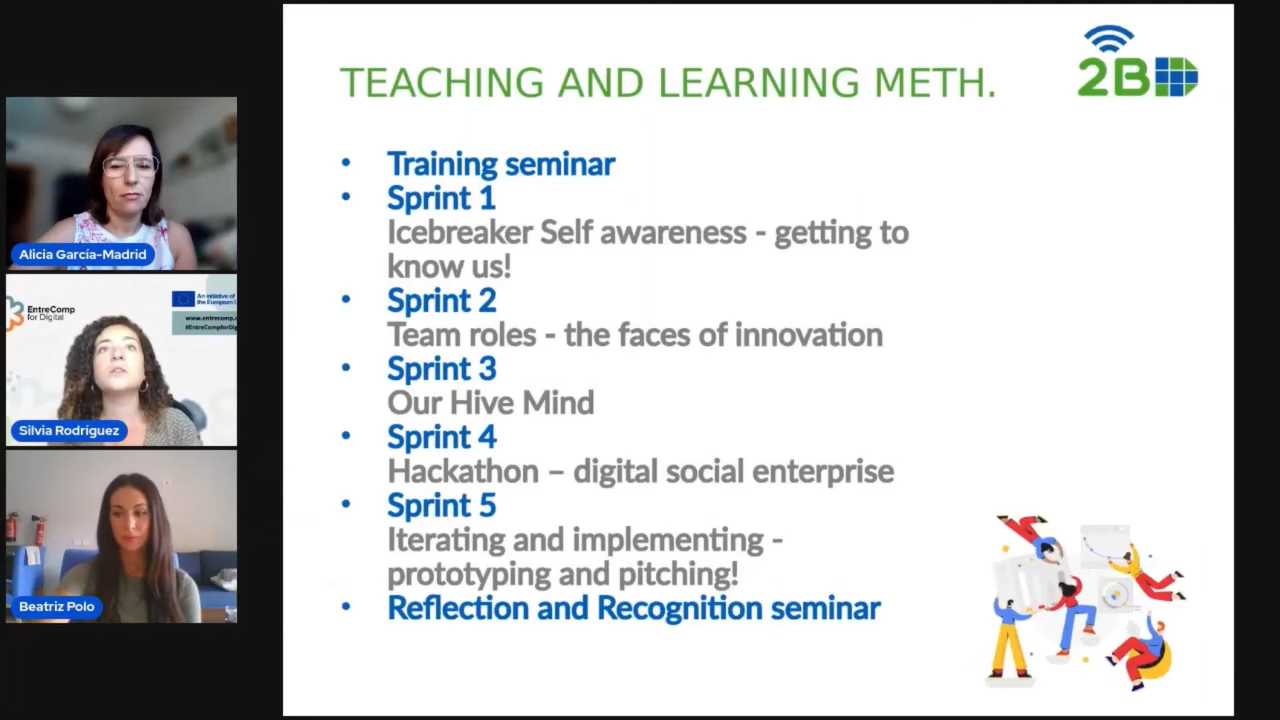 TEACHING AND LEARNING METH.
2BD
• Training seminar
• Sprint 1
Icebreaker Self awareness - getting to
know us!
• Sprint 2
Team roles - the faces of innovation
• Sprint 3
Our Hive Mind
• Sprint 4
Hackathon – digital social enterprise
• Sprint 5
Iterating and implementing -
prototyping and pitching!
• Reflection and Recognition seminar
Alicia García-Madrid
EntreComp
for Digital
An initiative of
the European
www.entrecomp.
#EntreCompforDig
Silvia Rodríguez
Beatriz Polo